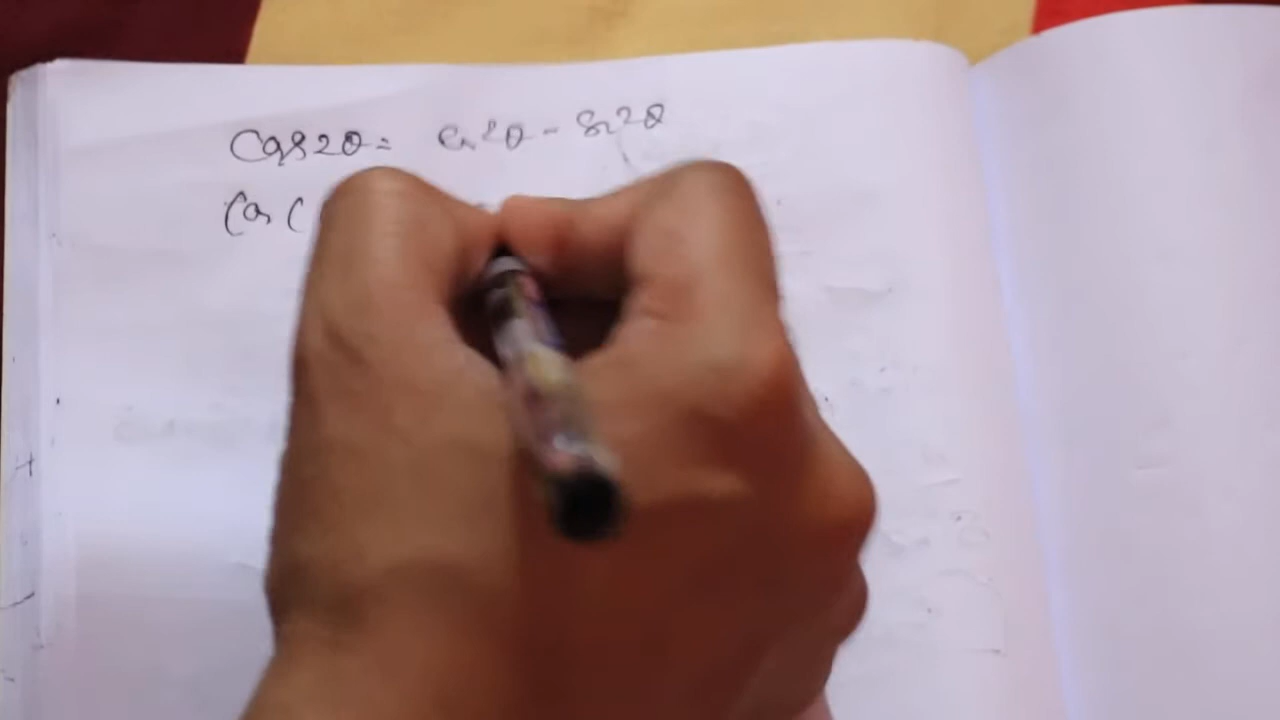 Cos2θ = Cos²θ - Sin²θ
Cos (